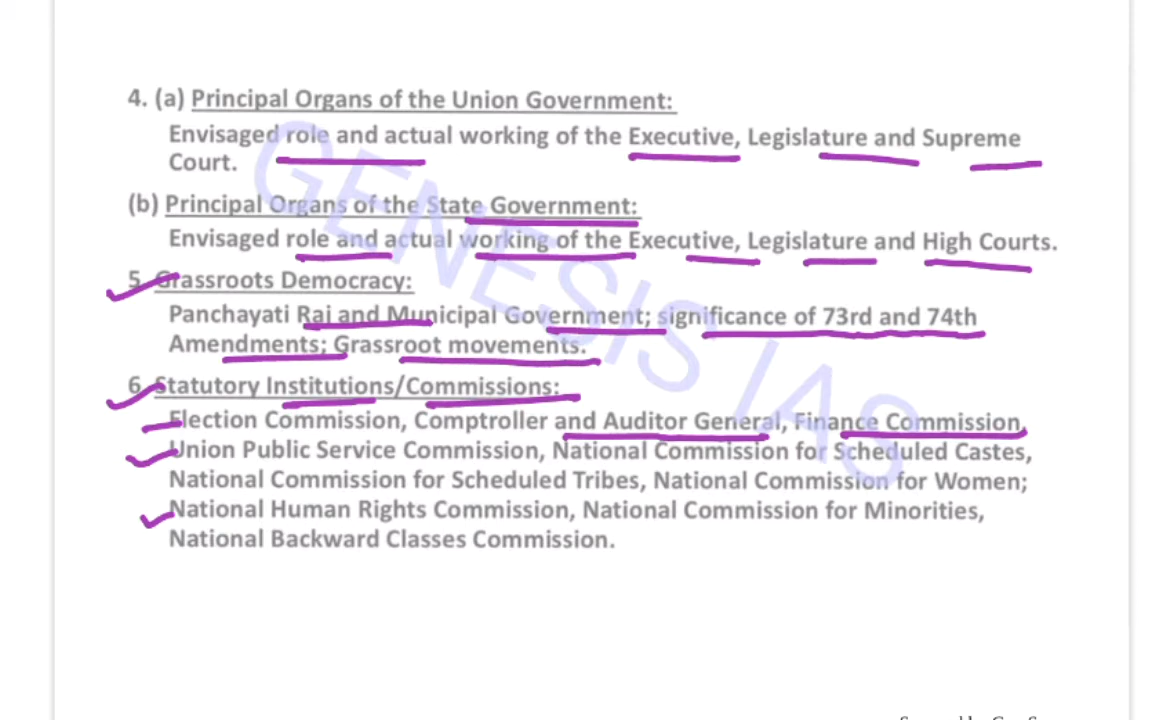 4. (a) Principal Organs of the Union Government:
Envisaged role and actual working of the Executive, Legislature and Supreme
Court.
(b) Principal Organs of the State Government:
Envisaged role and actual working of the Executive, Legislature and High Courts.
5. Grassroots Democracy:
Panchayati Raj and Municipal Government; significance of 73rd and 74th
Amendments; Grassroot movements.
6. Statutory Institutions/Commissions:
Election Commission, Comptroller and Auditor General, Finance Commission,
Union Public Service Commission, National Commission for Scheduled Castes,
National Commission for Scheduled Tribes, National Commission for Women;
National Human Rights Commission, National Commission for Minorities,
National Backward Classes Commission.
GENESIS IAS